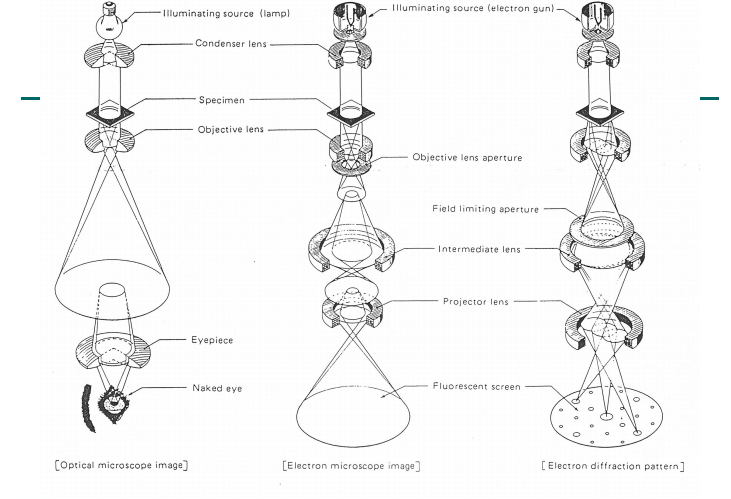 Illuminating source (lamp)
Illuminating source (electron gun)
Condenser lens
Specimen
Objective lens
Objective lens aperture
Field limiting aperture
Intermediate lens
Projector lens
Eyepiece
Naked eye
Fluorescent screen
[Optical microscope image]
[Electron microscope image]
[Electron diffraction pattern]